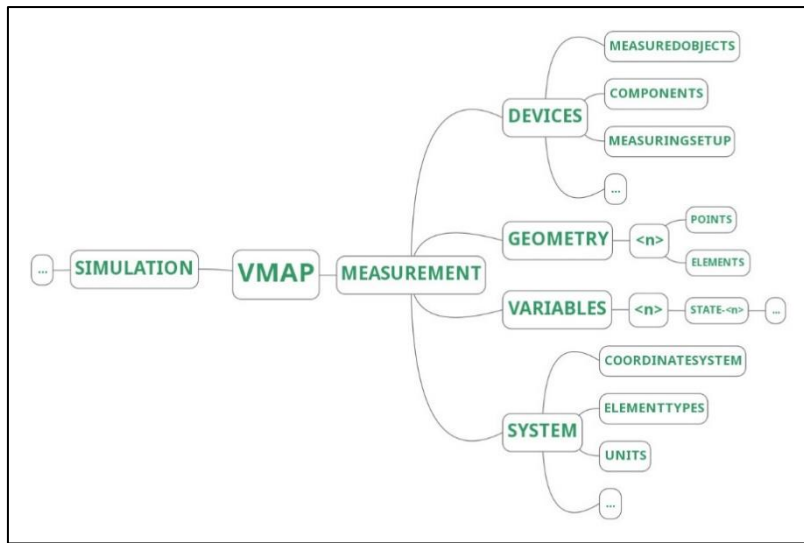 MEASUREDOBJECTS
COMPONENTS
DEVICES
MEASURINGSETUP
...
POINTS
GEOMETRY <n>
ELEMENTS
... SIMULATION VMAP MEASUREMENT
VARIABLES <n> STATE-<n> ...
COORDINATESYSTEM
ELEMENTTYPES
SYSTEM
UNITS
...